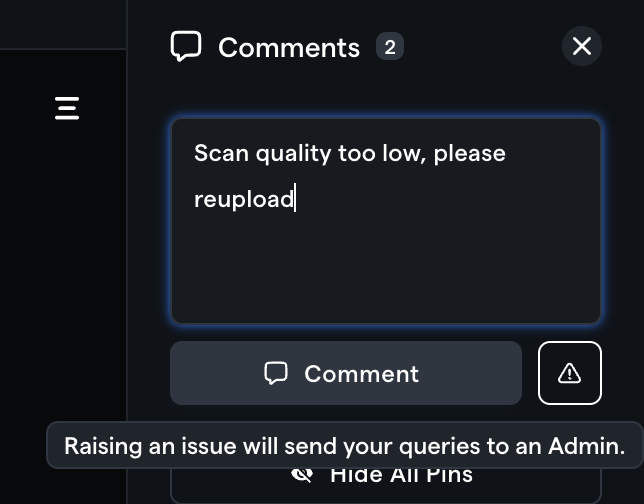 Comments 2
Scan quality too low, please
reupload
Comment
Raising an issue will send your queries to an Admin.
Hide All Pins